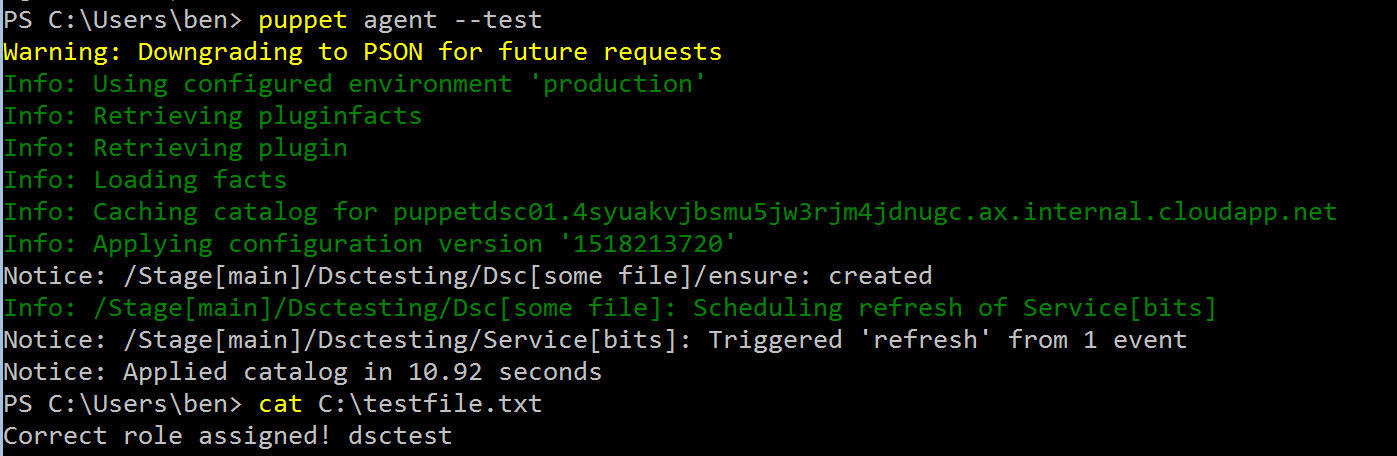 PS C:\Users\ben> puppet agent --test
Warning: Downgrading to PSON for future requests
Info: Using configured environment 'production'
Info: Retrieving pluginfacts
Info: Retrieving plugin
Info: Loading facts
Info: Caching catalog for puppetdsc01.4syuakvjbsmu5jw3rjm4jdnugc.ax.internal.cloudapp.net
Info: Applying configuration version '1518213720'
Notice: /Stage[main]/Dsctesting/Dsc[some file]/ensure: created
Info: /Stage[main]/Dsctesting/Dsc[some file]: Scheduling refresh of Service[bits]
Notice: /Stage[main]/Dsctesting/Service[bits]: Triggered 'refresh' from 1 event
Notice: Applied catalog in 10.92 seconds
PS C:\Users\ben> cat C:\testfile.txt
Correct role assigned! dsctest